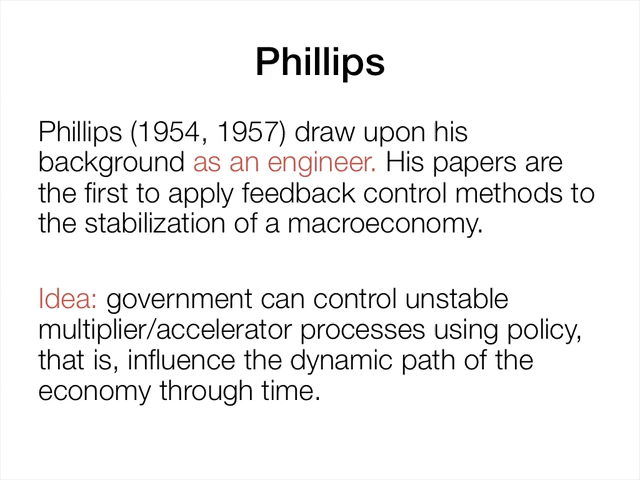 Phillips
Phillips (1954, 1957) draw upon his
background as an engineer. His papers are
the first to apply feedback control methods to
the stabilization of a macroeconomy.
Idea: government can control unstable
multiplier/accelerator processes using policy,
that is, influence the dynamic path of the
economy through time.